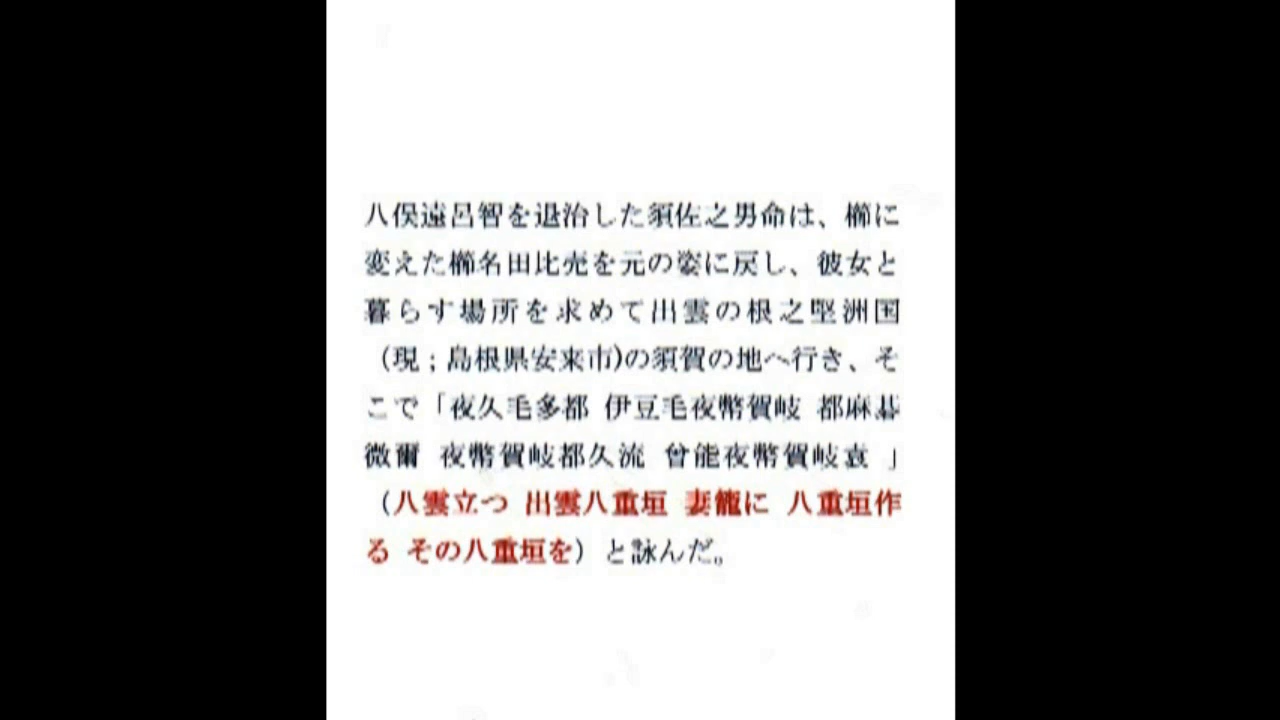 八俣遠呂智を退治した須佐之男命は、櫛に
変えた櫛名田比売を元の姿に戻し、彼女と
暮らす場所を求めて出雲の根之堅洲国
（現；島根県安来市)の須賀の地へ行き、そ
こで「夜久毛多都 伊豆毛夜幣賀岐 都麻碁
微爾 夜幣賀岐都久流 曾能夜幣賀岐袁 」
（八雲立つ 出雲八重垣 妻籠に 八重垣作
る その八重垣を）と詠んだ。